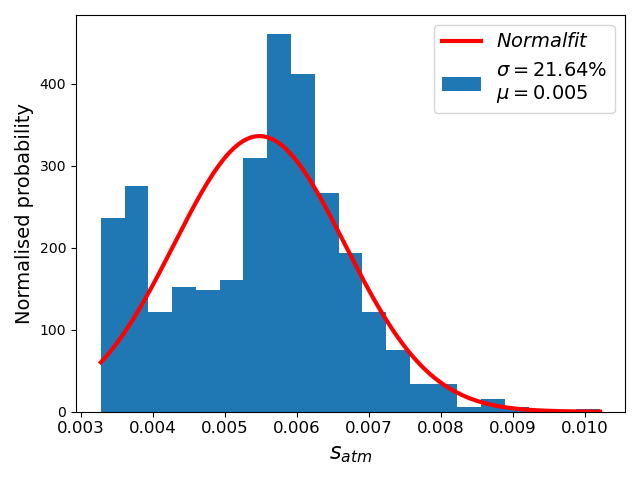 Normalfit
σ = 21.64%
μ = 0.005
Normalised probability
400
300
200
100
0
0.003 0.004 0.005 0.006 0.007 0.008 0.009 0.010
s_atm